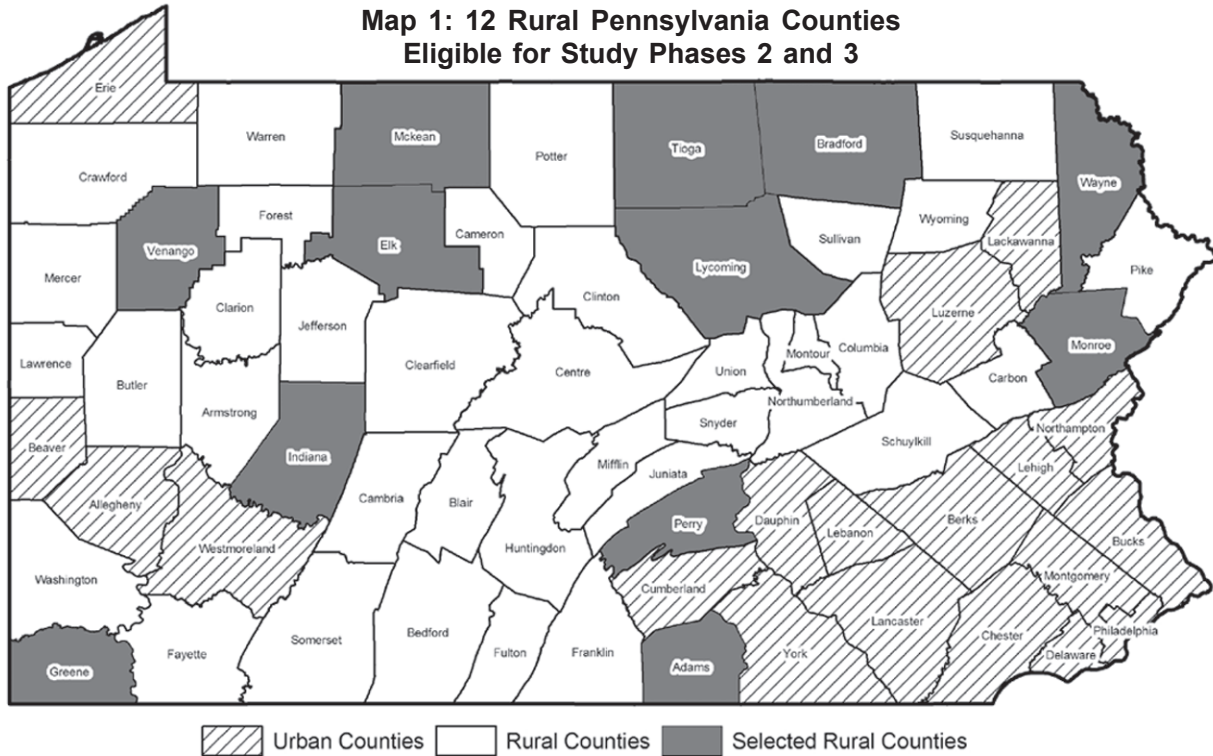 Map 1: 12 Rural Pennsylvania Counties
Eligible for Study Phases 2 and 3
Erie
Warren
Mckean
Potter
Tioga
Bradford
Susquehanna
Wayne
Crawford
Forest
Venango
Elk
Cameron
Sullivan
Wyoming
Lackawanna
Pike
Mercer
Clarion
Jefferson
Clinton
Lycoming
Luzerne
Monroe
Lawrence
Butler
Armstrong
Clearfield
Centre
Union
Montour
Columbia
Carbon
Northumberland
Snyder
Schuylkill
Northampton
Lehigh
Beaver
Allegheny
Indiana
Cambria
Blair
Mifflin
Juniata
Perry
Dauphin
Lebanon
Berks
Bucks
Westmoreland
Huntingdon
Cumberland
Montgomery
Washington
Somerset
Bedford
Fulton
Franklin
Adams
York
Lancaster
Chester
Delaware
Philadelphia
Greene
Fayette
Urban Counties
Rural Counties
Selected Rural Counties